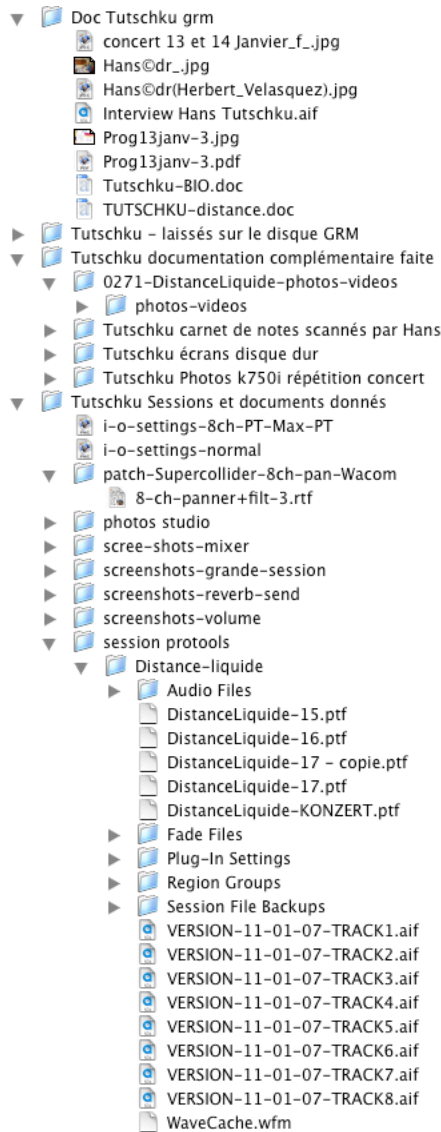 Doc Tutschku grm
concert 13 et 14 Janvier_f_.jpg
Hans©dr_.jpg
Hans©dr(Herbert_Velasquez).jpg
Interview Hans Tutschku.aif
Prog13janv-3.jpg
Prog13janv-3.pdf
Tutschku-BIO.doc
TUTSCHKU-distance.doc
Tutschku - laissés sur le disque GRM
Tutschku documentation complémentaire faite
0271-DistanceLiquide-photos-videos
photos-videos
Tutschku carnet de notes scannés par Hans
Tutschku écrans disque dur
Tutschku Photos k750i répétition concert
Tutschku Sessions et documents donnés
i-o-settings-8ch-PT-Max-PT
i-o-settings-normal
patch-Supercollider-8ch-pan-Wacom
8-ch-panner+filt-3.rtf
photos studio
scree-shots-mixer
screenshots-grande-session
screenshots-reverb-send
screenshots-volume
session protools
Distance-liquide
Audio Files
DistanceLiquide-15.ptf
DistanceLiquide-16.ptf
DistanceLiquide-17 - copie.ptf
DistanceLiquide-17.ptf
DistanceLiquide-KONZERT.ptf
Fade Files
Plug-In Settings
Region Groups
Session File Backups
VERSION-11-01-07-TRACK1.aif
VERSION-11-01-07-TRACK2.aif
VERSION-11-01-07-TRACK3.aif
VERSION-11-01-07-TRACK4.aif
VERSION-11-01-07-TRACK5.aif
VERSION-11-01-07-TRACK6.aif
VERSION-11-01-07-TRACK7.aif
VERSION-11-01-07-TRACK8.aif
WaveCache.wfm